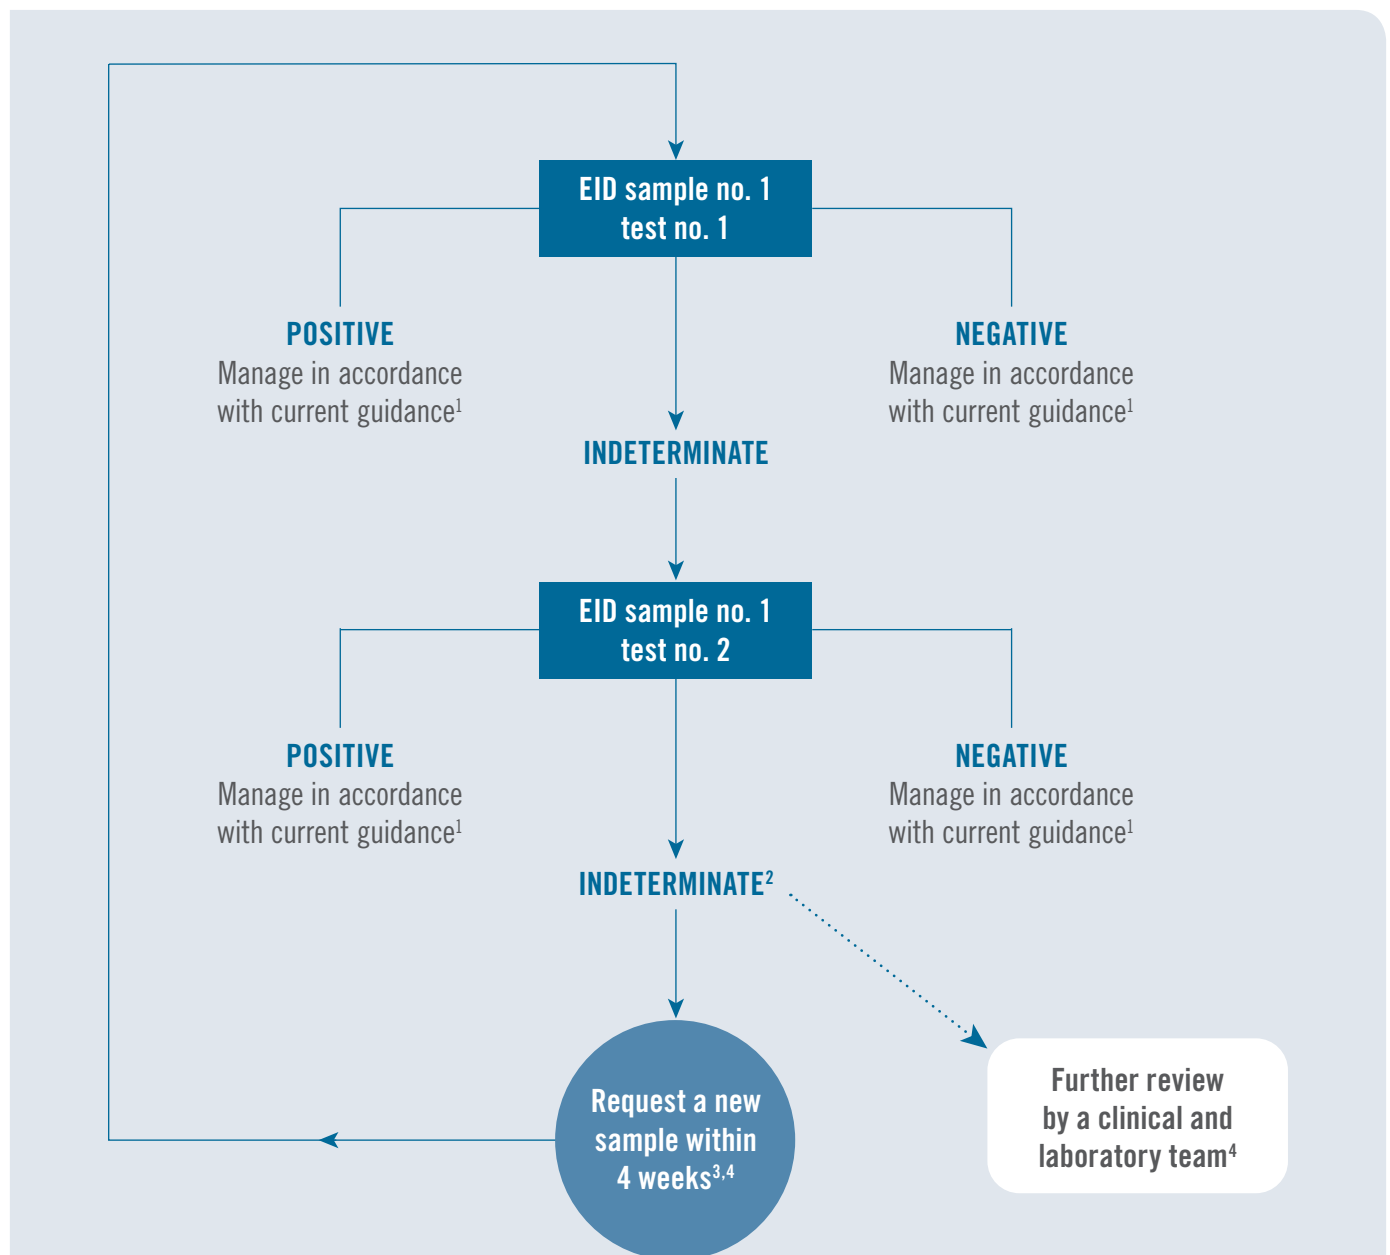 EID sample no. 1
test no. 1
POSITIVE
Manage in accordance
with current guidance¹
NEGATIVE
Manage in accordance
with current guidance¹
INDETERMINATE
EID sample no. 1
test no. 2
POSITIVE
Manage in accordance
with current guidance¹
NEGATIVE
Manage in accordance
with current guidance¹
INDETERMINATE²
Request a new
sample within
4 weeks³,⁴
Further review
by a clinical and
laboratory team⁴